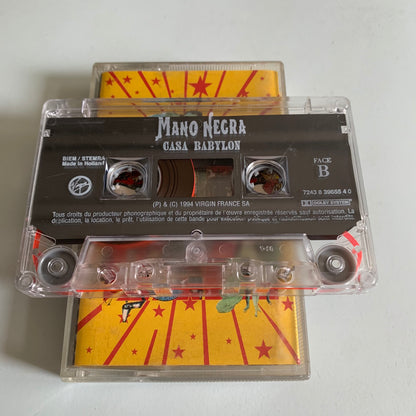 MANO NEGRA
CASA BABYLON
BIEM / STEMRA
Made in Holland
FACE
B
Virgin
7243 8 39655 4 0
DOLBY SYSTEM
(P) & (C) 1994 VIRGIN FRANCE SA
Tous droits du producteur phonographique et du propriétaire de l'œuvre enregistrée réservés sauf autorisation. La
duplication, la location, le prêt, l'utilisation de cette bande pour exécution publique et radiodiffusion sont interdits